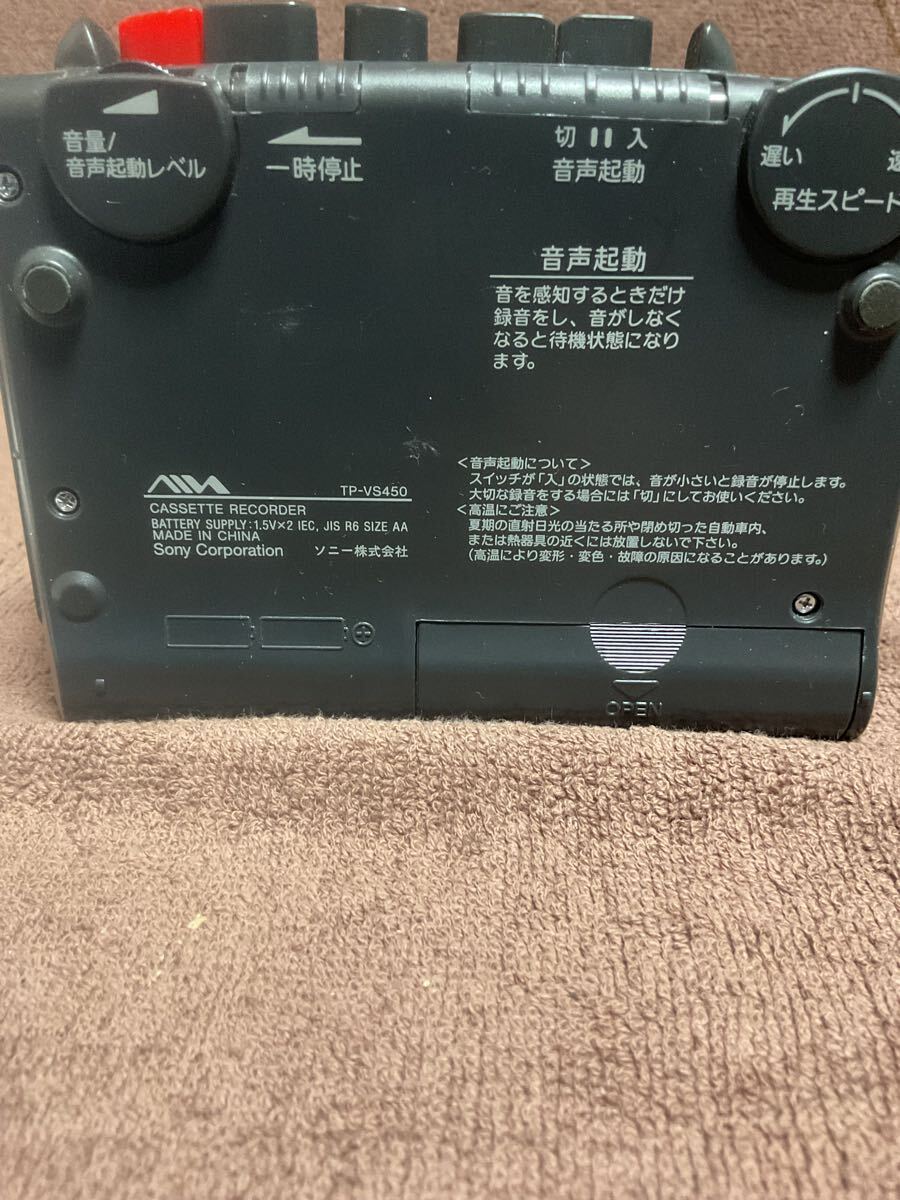 音量/
音声起動レベル
一時停止
切 入
音声起動
遅い 速
再生スピード
音声起動
音を感知するときだけ
録音をし、音がしなく
なると待機状態になり
ます。
AIWA
TP-VS450
CASSETTE RECORDER
BATTERY SUPPLY:1.5V×2 IEC, JIS R6 SIZE AA
MADE IN CHINA
Sony Corporation ソニー株式会社
<音声起動について>
スイッチが「入」の状態では、音が小さいと録音が停止します。
大切な録音をする場合には「切」にしてお使いください。
<高温にご注意>
夏期の直射日光の当たる所や閉め切った自動車内、
または熱器具の近くには放置しないで下さい。
(高温により変形・変色・故障の原因になることがあります。)
OPEN